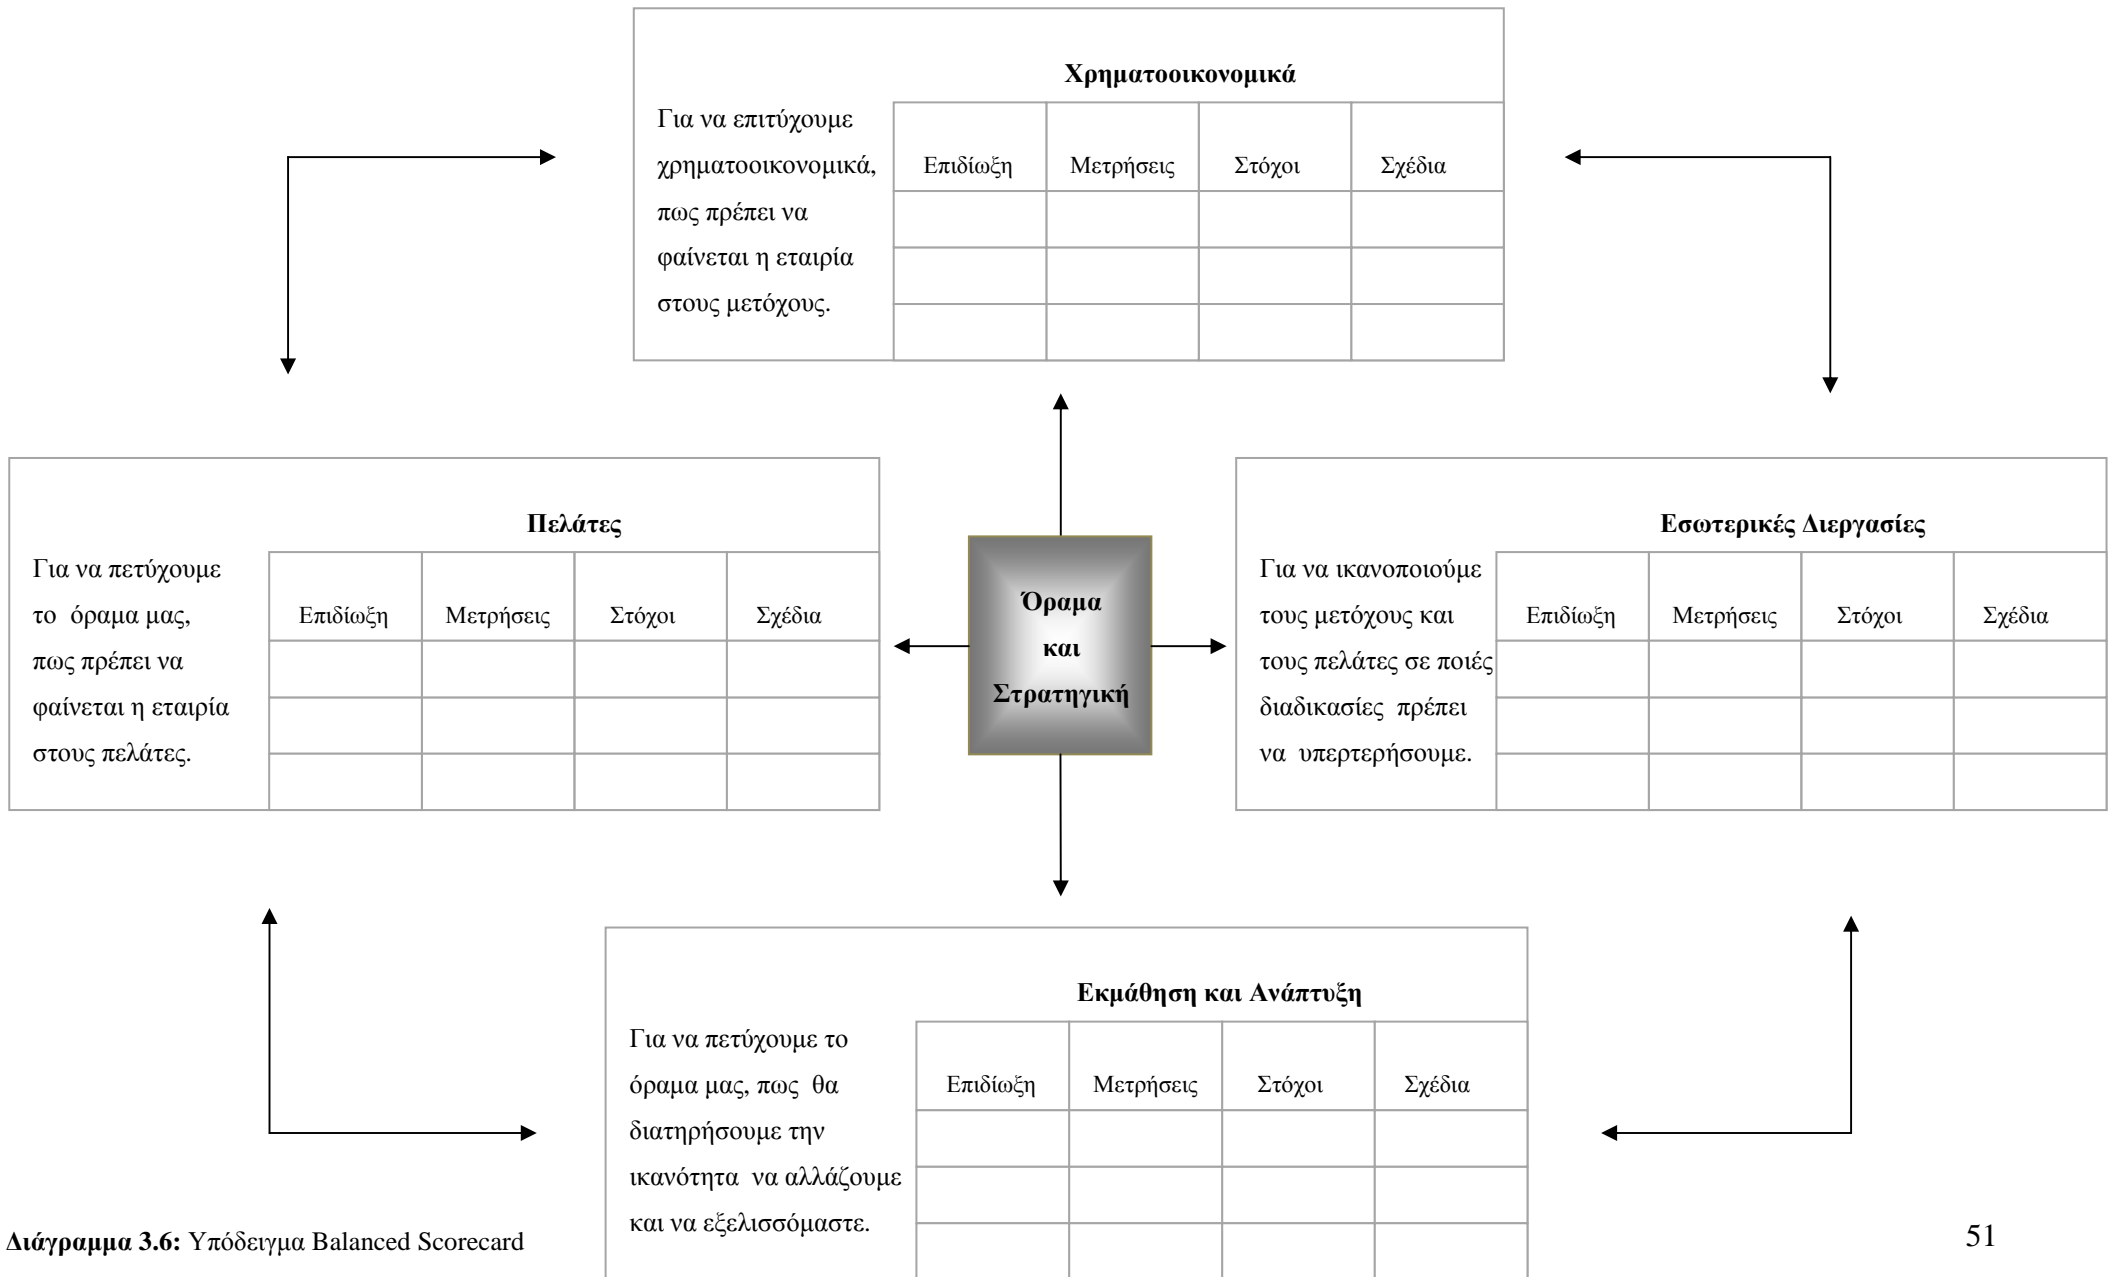 Χρηματοοικονομικά
Για να επιτύχουμε
χρηματοοικονομικά,
πως πρέπει να
φαίνεται η εταιρία
στους μετόχους.
Επιδίωξη Μετρήσεις Στόχοι Σχέδια
Πελάτες
Για να πετύχουμε
το όραμα μας,
πως πρέπει να
φαίνεται η εταιρία
στους πελάτες.
Επιδίωξη Μετρήσεις Στόχοι Σχέδια
Όραμα
και
Στρατηγική
Εσωτερικές Διεργασίες
Για να ικανοποιούμε
τους μετόχους και
τους πελάτες σε ποιές
διαδικασίες πρέπει
να υπερτερήσουμε.
Επιδίωξη Μετρήσεις Στόχοι Σχέδια
Εκμάθηση και Ανάπτυξη
Για να πετύχουμε το
όραμα μας, πως θα
διατηρήσουμε την
ικανότητα να αλλάζουμε
και να εξελισσόμαστε.
Επιδίωξη Μετρήσεις Στόχοι Σχέδια
Διάγραμμα 3.6: Υπόδειγμα Balanced Scorecard
51